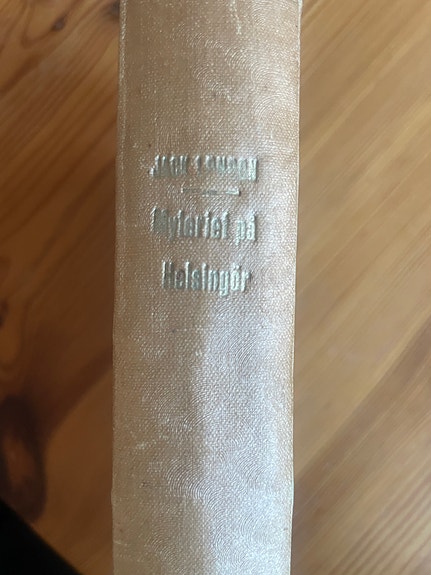 JACK LONDON
Myteriet på
Helsingör